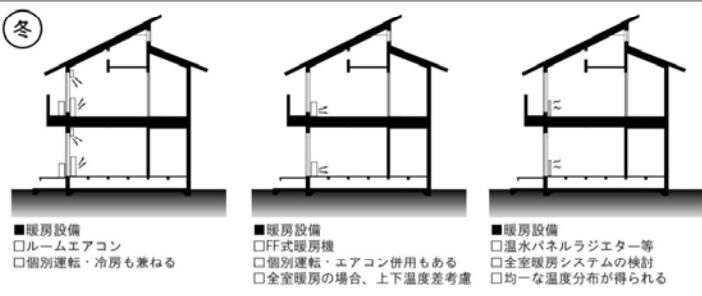 冬
■暖房設備
□ルームエアコン
□個別運転・冷房も兼ねる
■暖房設備
□FF式暖房機
□個別運転・エアコン併用もある
□全室暖房の場合、上下温度差考慮
■暖房設備
□温水パネルラジエター等
□全室暖房システムの検討
□均一な温度分布が得られる